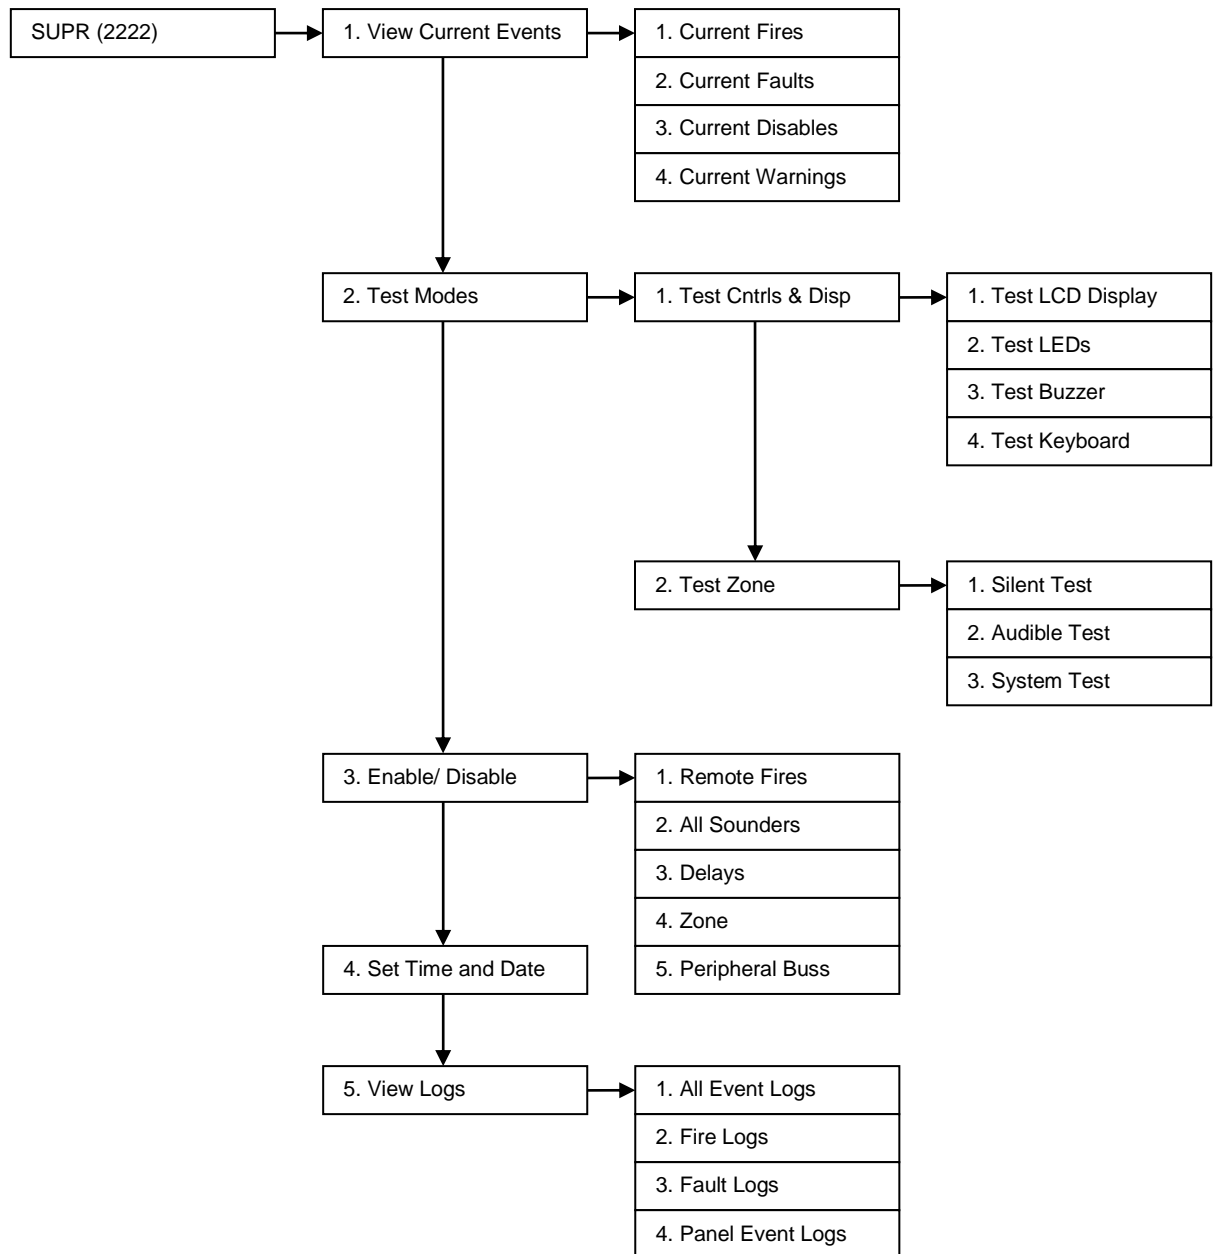 SUPR (2222)
1. View Current Events
1. Current Fires
2. Current Faults
3. Current Disables
4. Current Warnings
2. Test Modes
1. Test Cntrls & Disp
1. Test LCD Display
2. Test LEDs
3. Test Buzzer
4. Test Keyboard
2. Test Zone
1. Silent Test
2. Audible Test
3. System Test
3. Enable/ Disable
1. Remote Fires
2. All Sounders
3. Delays
4. Zone
5. Peripheral Buss
4. Set Time and Date
5. View Logs
1. All Event Logs
2. Fire Logs
3. Fault Logs
4. Panel Event Logs